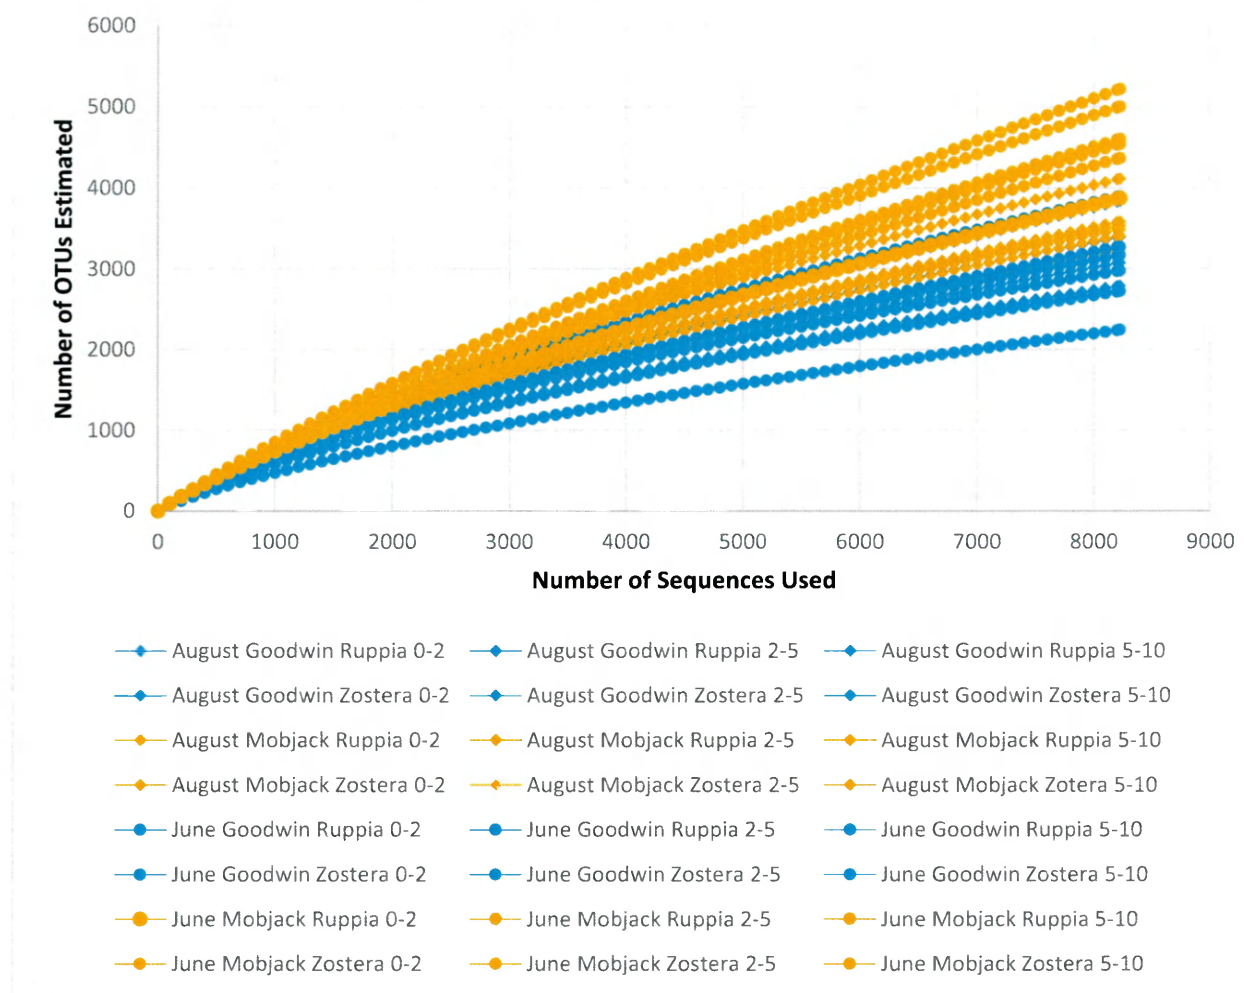 6000
5000
4000
3000
2000
1000
0
Number of OTUs Estimated
0 1000 2000 3000 4000 5000 6000 7000 8000 9000
Number of Sequences Used
August Goodwin Ruppia 0-2 August Goodwin Ruppia 2-5 August Goodwin Ruppia 5-10
August Goodwin Zostera 0-2 August Goodwin Zostera 2-5 August Goodwin Zostera 5-10
August Mobjack Ruppia 0-2 August Mobjack Ruppia 2-5 August Mobjack Ruppia 5-10
August Mobjack Zostera 0-2 August Mobjack Zostera 2-5 August Mobjack Zotera 5-10
June Goodwin Ruppia 0-2 June Goodwin Ruppia 2-5 June Goodwin Ruppia 5-10
June Goodwin Zostera 0-2 June Goodwin Zostera 2-5 June Goodwin Zostera 5-10
June Mobjack Ruppia 0-2 June Mobjack Ruppia 2-5 June Mobjack Ruppia 5-10
June Mobjack Zostera 0-2 June Mobjack Zostera 2-5 June Mobjack Zostera 5-10